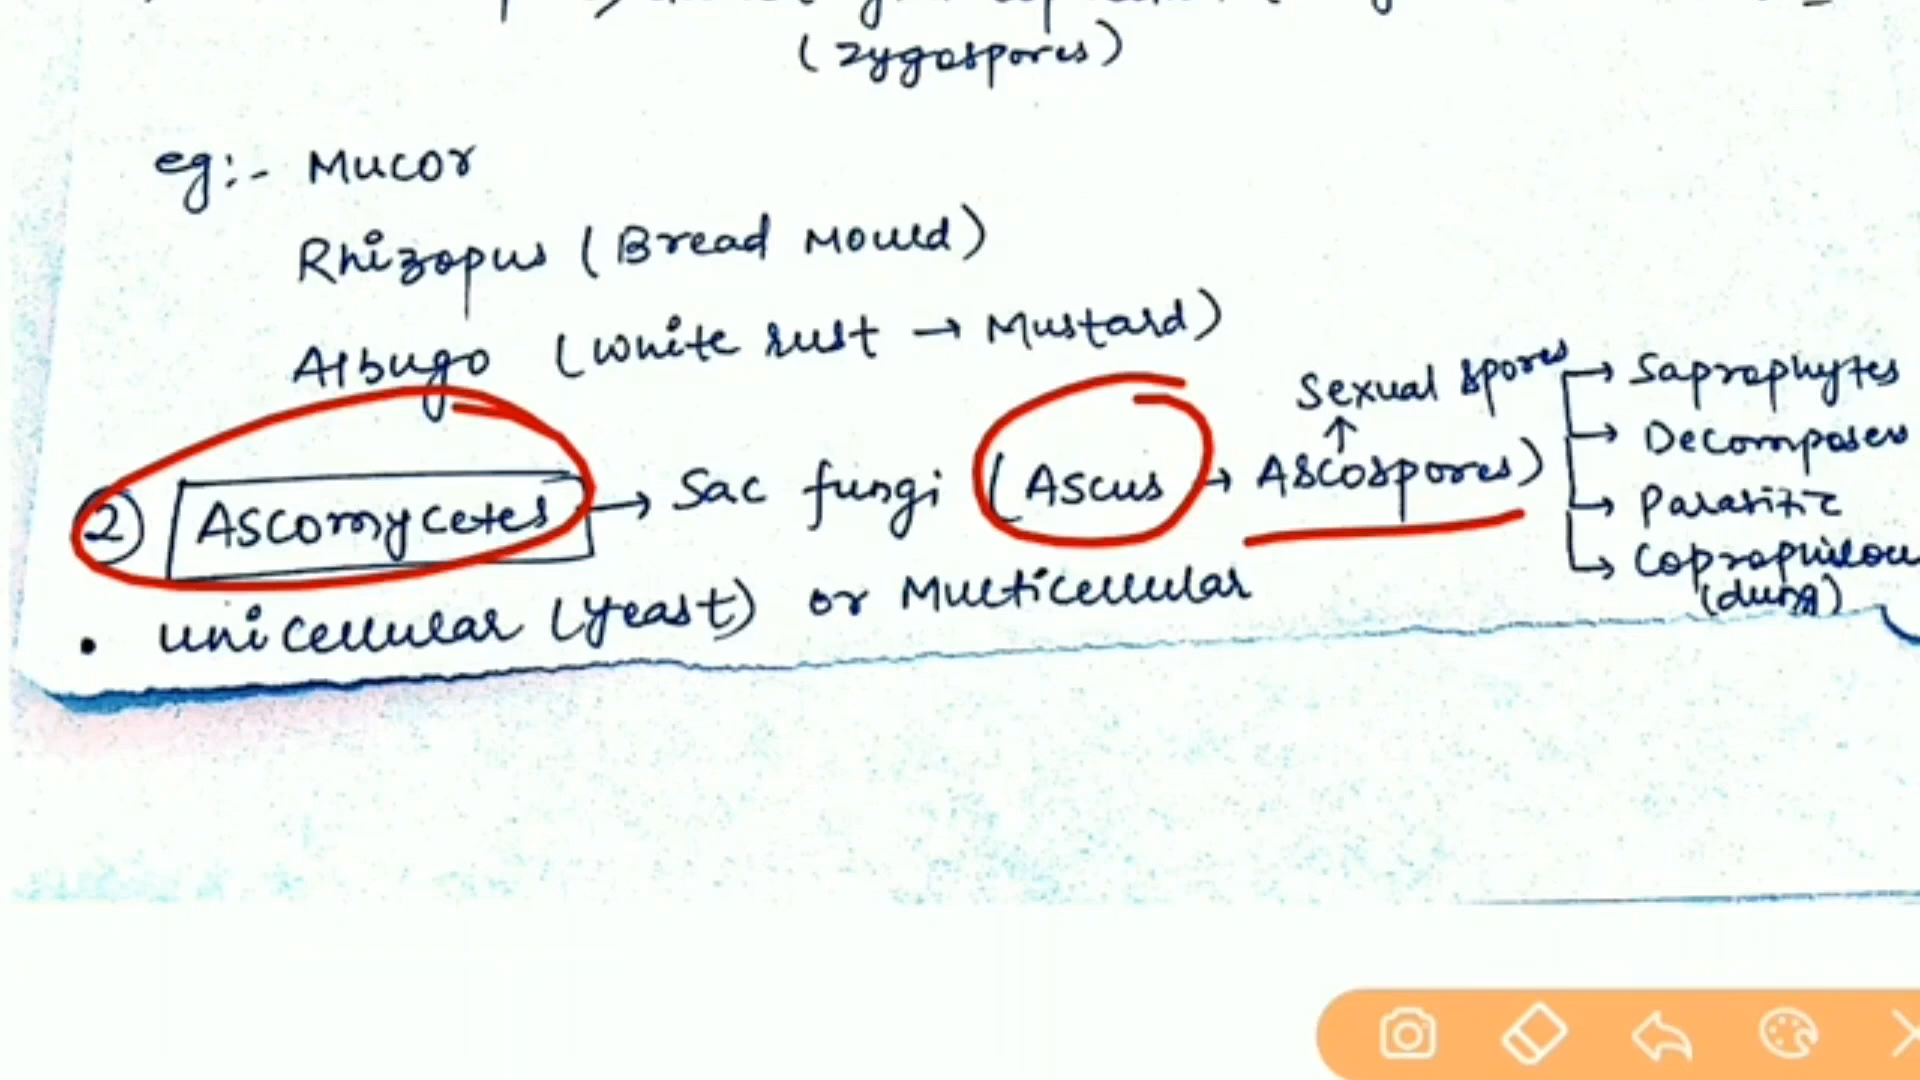 (zygospores)
eg:- Mucor
Rhizopus (Bread Mould)
Albugo (White rust → Mustard)
Sexual spores
↑
② Ascomycetes → Sac fungi (Ascus → Ascospores)
→ Saprophytes
→ Decomposers
→ Parasitic
→ Coprophilou
(dung)
• unicellular (yeast) or Multicellular